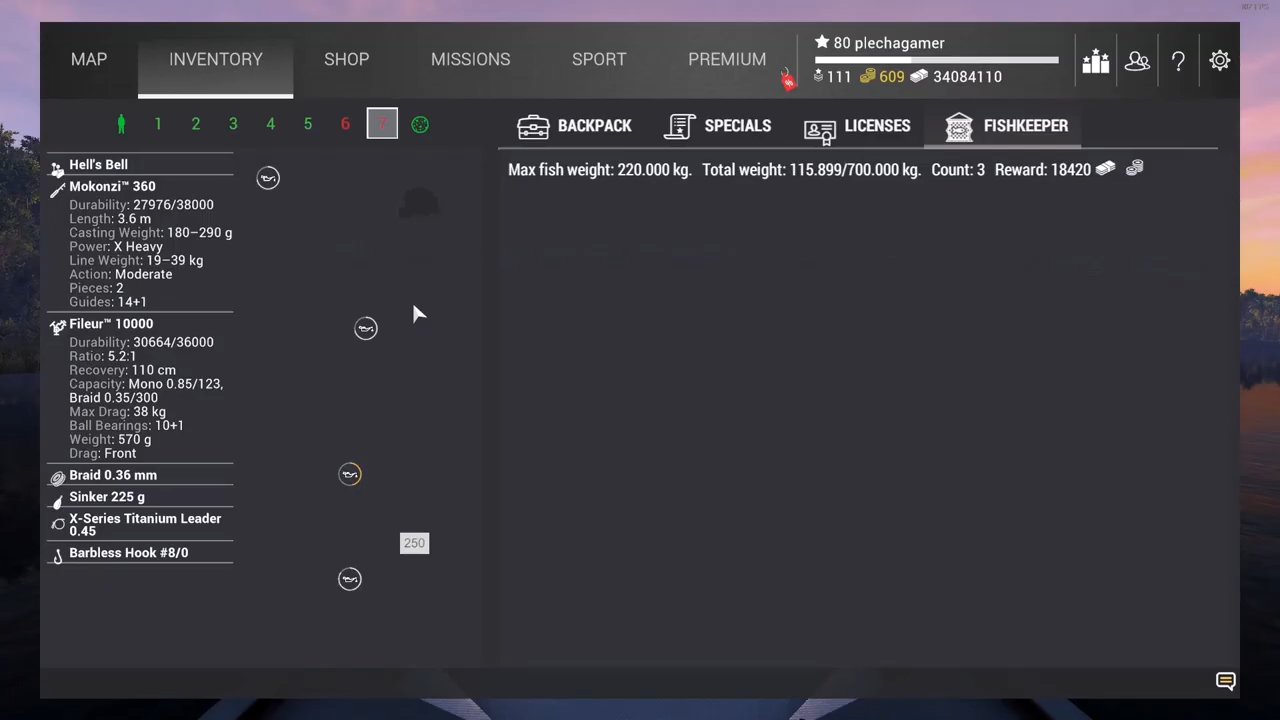 MAP INVENTORY SHOP MISSIONS SPORT PREMIUM
80 plechagamer
111 609 34084110
1 2 3 4 5 6 7
BACKPACK SPECIALS LICENSES FISHKEEPER
Max fish weight: 220.000 kg. Total weight: 115.899/700.000 kg. Count: 3 Reward: 18420
Hell's Bell
Mokonzi™ 360
Durability: 27976/38000
Length: 3.6 m
Casting Weight: 180–290 g
Power: X Heavy
Line Weight: 19–39 kg
Action: Moderate
Pieces: 2
Guides: 14+1
Fileur™ 10000
Durability: 30664/36000
Ratio: 5.2:1
Recovery: 110 cm
Capacity: Mono 0.85/123,
Braid 0.35/300
Max Drag: 38 kg
Ball Bearings: 10+1
Weight: 570 g
Drag: Front
Braid 0.36 mm
Sinker 225 g
X-Series Titanium Leader
0.45
Barbless Hook #8/0
250